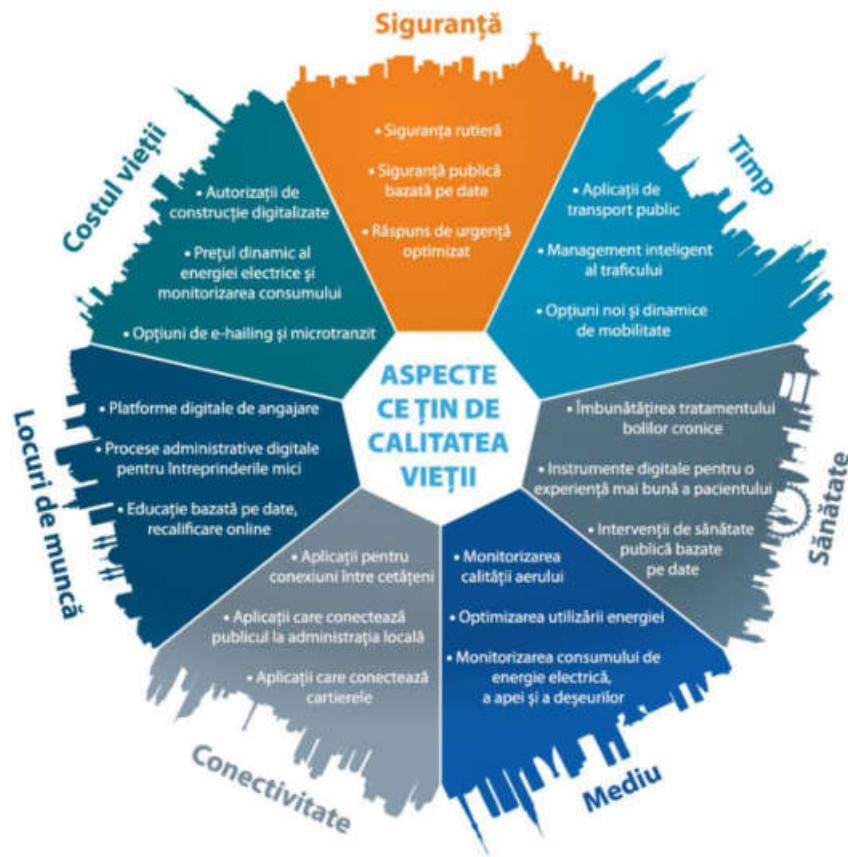 Siguranță
• Siguranța rutieră
• Siguranță publică
bazată pe date
• Răspuns de urgență
optimizat
Timp
• Aplicații de
transport public
• Management inteligent
al traficului
• Opțiuni noi și dinamice
de mobilitate
Sănătate
• Îmbunătățirea tratamentului
bolilor cronice
• Instrumente digitale pentru o
experiență mai bună a pacientului
• Intervenții de sănătate
publică bazate
pe date
Mediu
• Monitorizarea
calității aerului
• Optimizarea utilizării energiei
• Monitorizarea consumului de
energie electrică,
a apei și a deșeurilor
Conectivitate
• Aplicații pentru
conexiuni între cetățeni
• Aplicații care conectează
publicul la administrația locală
• Aplicații care conectează
cartierele
Locuri de muncă
• Platforme digitale de angajare
• Procese administrative digitale
pentru întreprinderile mici
• Educație bazată pe date,
recalificare online
Costul vieții
• Autorizații de
construcție digitalizate
• Prețul dinamic al
energiei electrice și
monitorizarea consumului
• Opțiuni de e-hailing și microtranzit
ASPECTE
CE ȚIN DE
CALITATEA
VIEȚII